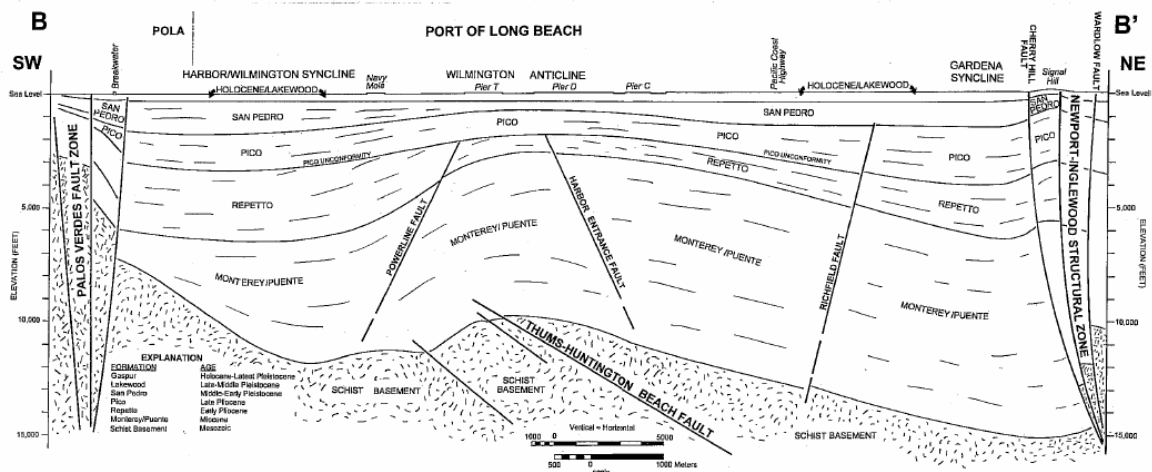 B
SW
POLA
PORT OF LONG BEACH
B'
NE
Breakwater
HARBOR/WILMINGTON SYNCLINE
HOLOCENE/LAKEWOOD
Navy
Mole
WILMINGTON ANTICLINE
Pier T
Pier D
Pier C
Pacific Coast
Highway
HOLOCENE/LAKEWOOD
GARDENA
SYNCLINE
CHERRY HILL
FAULT
Signal
Hill
WARDLOW FAULT
Sea Level
Sea Level
SAN
PEDRO
PICO
SAN PEDRO
PICO
PICO UNCONFORMITY
REPETTO
MONTEREY/PUENTE
PICO
SAN PEDRO
PICO
REPETTO
PICO UNCONFORMITY
PICO
REPETTO
SAN
PEDRO
PICO
MONTEREY/PUENTE
MONTEREY/PUENTE
MONTEREY/PUENTE
PALOS VERDES FAULT ZONE
POWERLINE FAULT
HARBOR ENTRANCE FAULT
RICHFIELD FAULT
NEWPORT-INGLEWOOD STRUCTURAL ZONE
THUMS-HUNTINGTON BEACH FAULT
SCHIST BASEMENT
SCHIST
BASEMENT
SCHIST BASEMENT
ELEVATION (FEET)
5,000
10,000
15,000
ELEVATION (FEET)
5,000
10,000
15,000
EXPLANATION
FORMATION AGE
Gaspur Holocene-Latest Pleistocene
Lakewood Late-Middle Pleistocene
San Pedro Middle-Early Pleistocene
Pico Late Pliocene
Repetto Early Pliocene
Monterey/Puente Miocene
Schist Basement Mesozoic
Vertical = Horizontal
1000 0 5000
500 0 1000 Meters